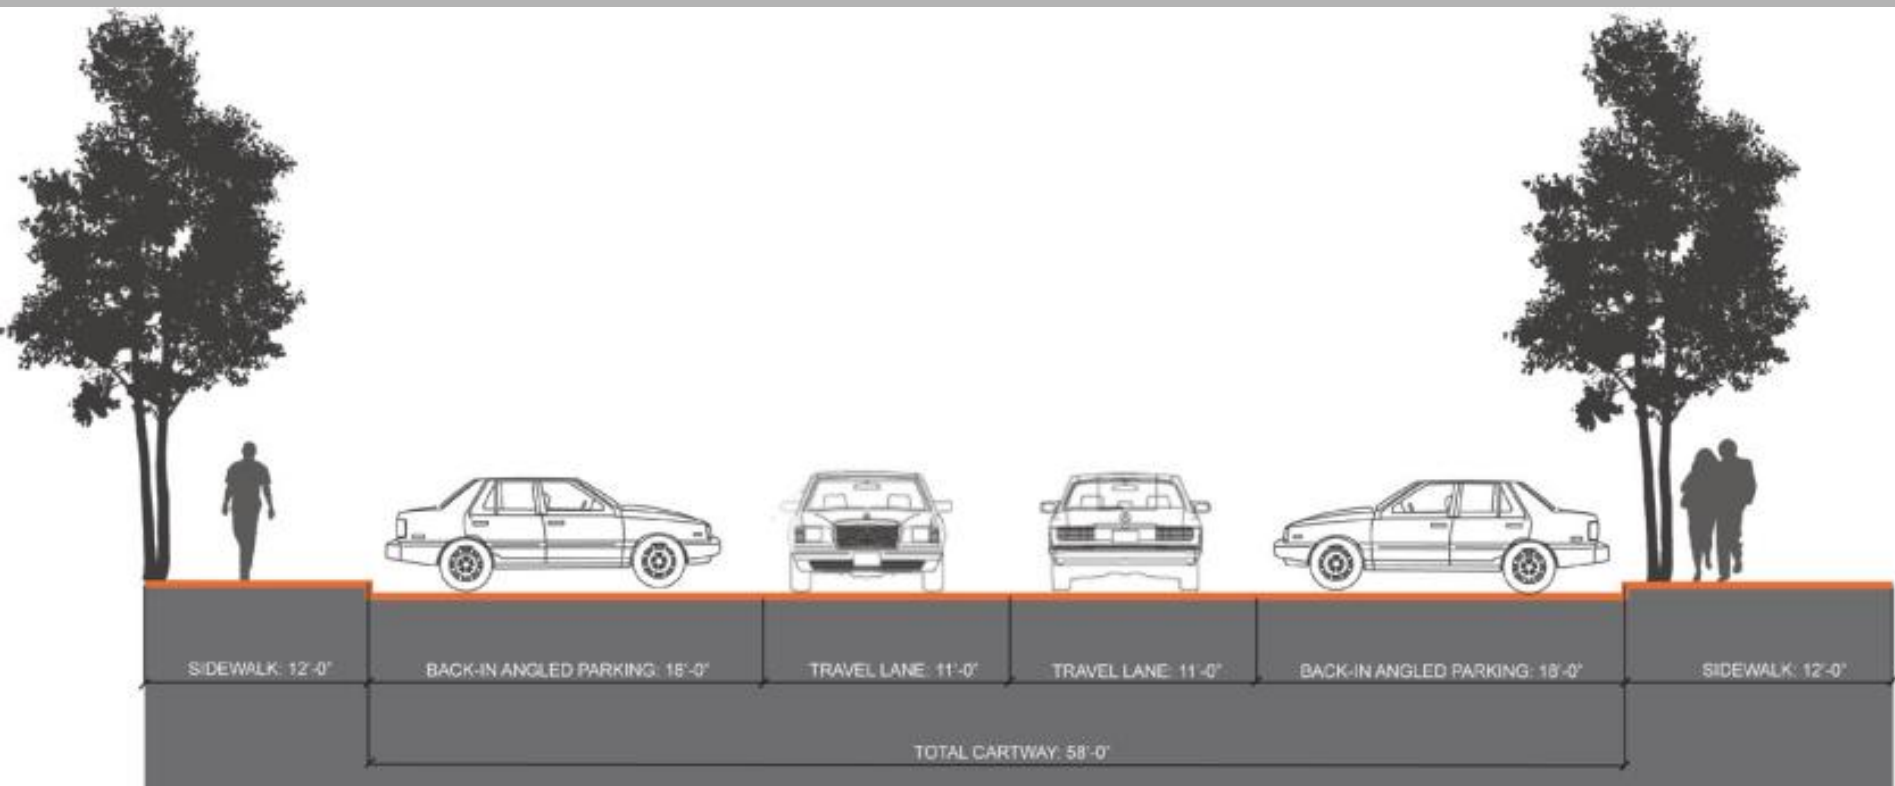 SIDEWALK: 12'-0"
BACK-IN ANGLED PARKING: 18'-0"
TRAVEL LANE: 11'-0"
TRAVEL LANE: 11'-0"
BACK-IN ANGLED PARKING: 18'-0"
SIDEWALK: 12'-0"
TOTAL CARTWAY: 58'-0"